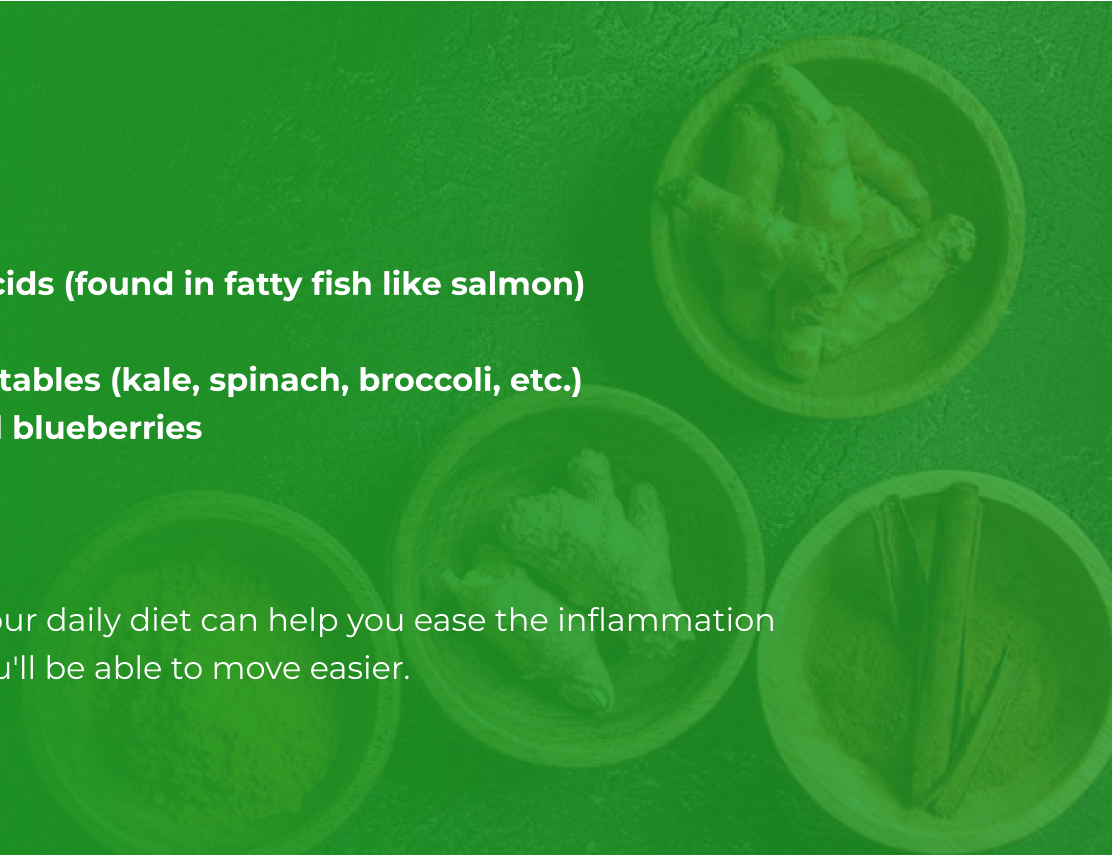 cids (found in fatty fish like salmon)
tables (kale, spinach, broccoli, etc.)
blueberries
our daily diet can help you ease the inflammation
u'll be able to move easier.